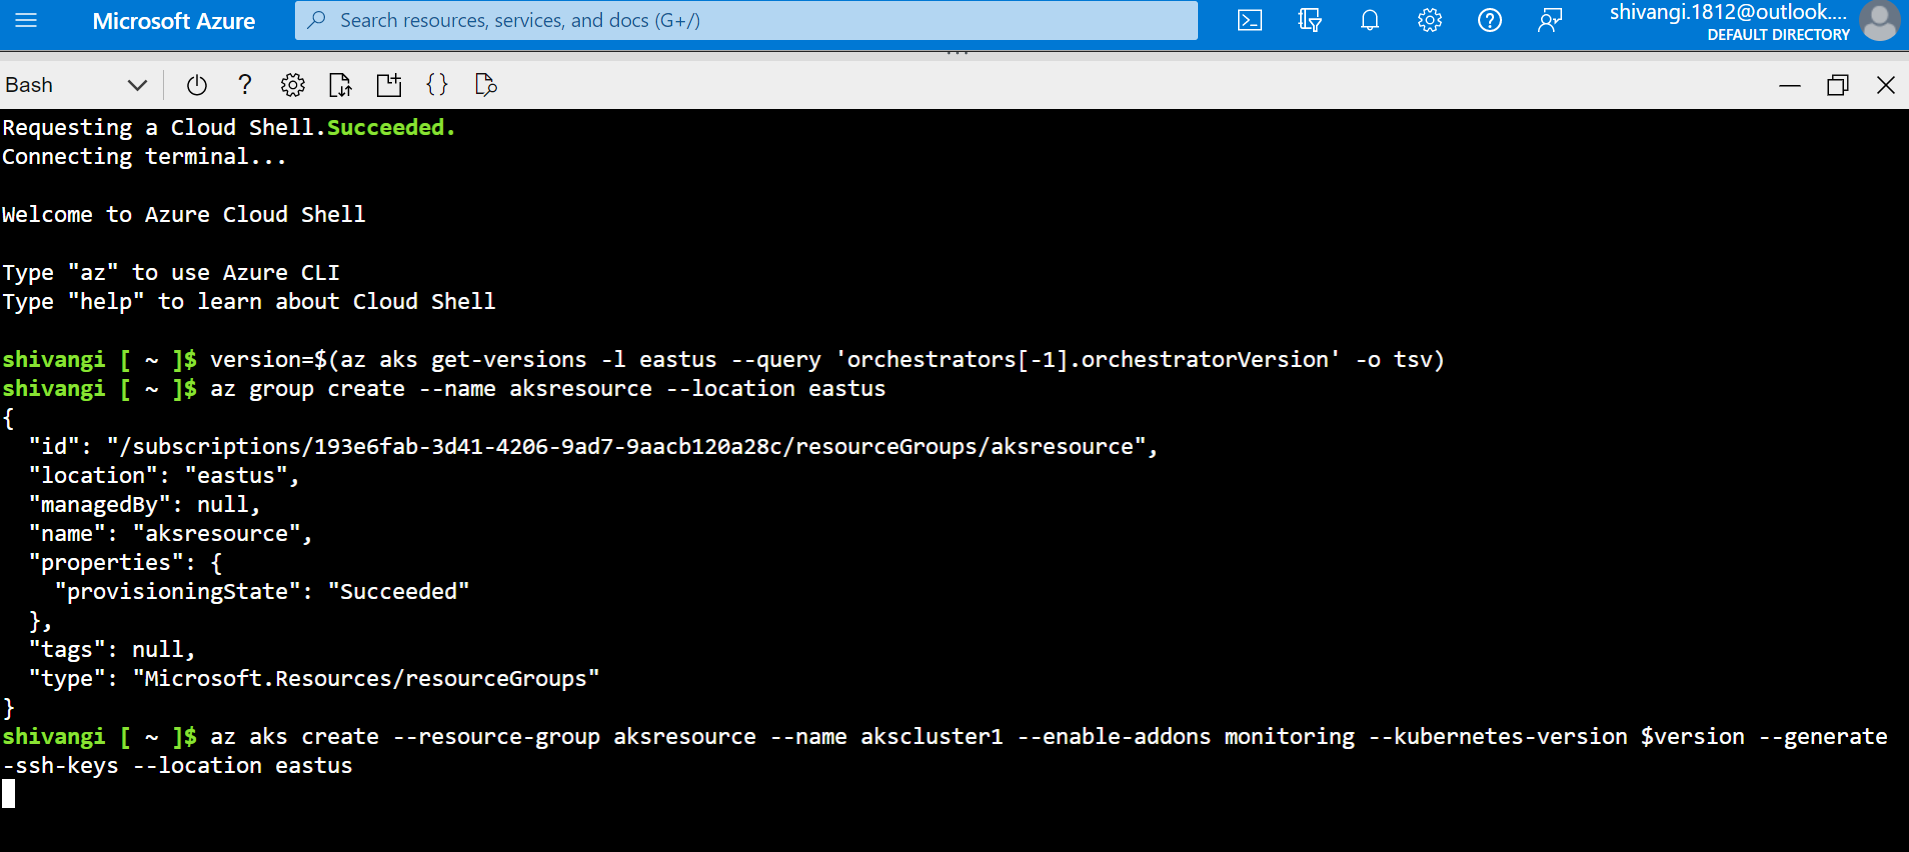 Microsoft Azure
Search resources, services, and docs (G+/)
shivangi.1812@outlook....
DEFAULT DIRECTORY
Bash
Requesting a Cloud Shell.Succeeded.
Connecting terminal...
Welcome to Azure Cloud Shell
Type "az" to use Azure CLI
Type "help" to learn about Cloud Shell
shivangi [ ~ ]$ version=$(az aks get-versions -l eastus --query 'orchestrators[-1].orchestratorVersion' -o tsv)
shivangi [ ~ ]$ az group create --name aksresource --location eastus
{
  "id": "/subscriptions/193e6fab-3d41-4206-9ad7-9aacb120a28c/resourceGroups/aksresource",
  "location": "eastus",
  "managedBy": null,
  "name": "aksresource",
  "properties": {
    "provisioningState": "Succeeded"
  },
  "tags": null,
  "type": "Microsoft.Resources/resourceGroups"
}
shivangi [ ~ ]$ az aks create --resource-group aksresource --name akscluster1 --enable-addons monitoring --kubernetes-version $version --generate
-ssh-keys --location eastus